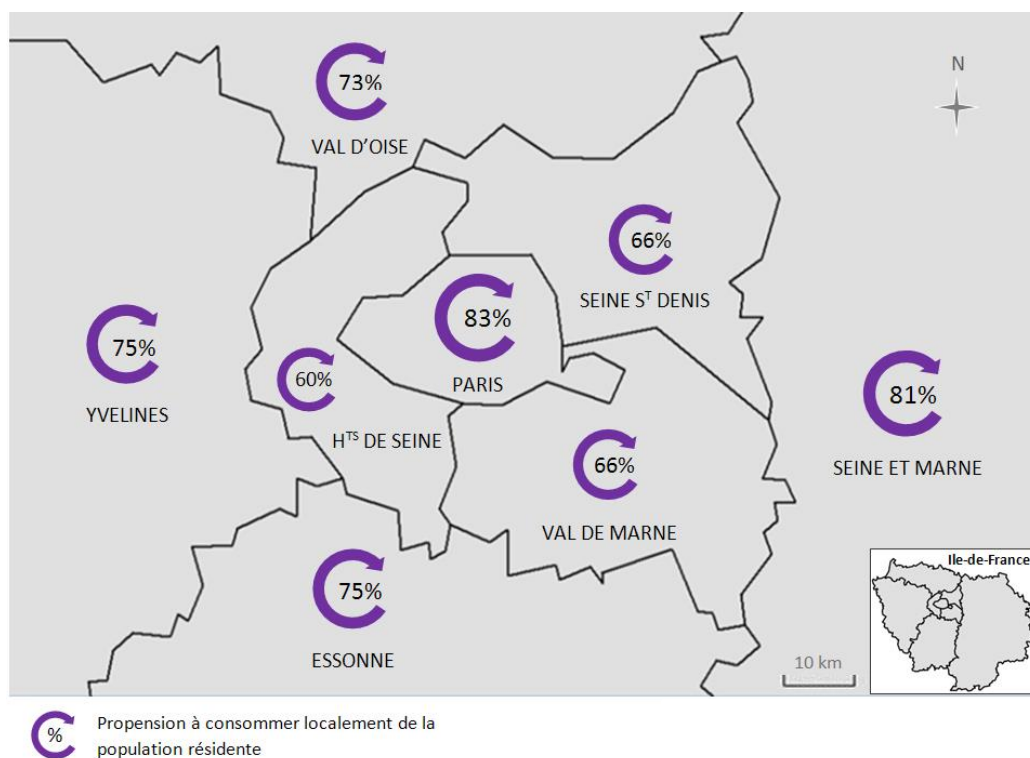 73%
VAL D'OISE
N
66%
SEINE Sᵀ DENIS
83%
PARIS
75%
YVELINES
60%
Hᵀˢ DE SEINE
81%
SEINE ET MARNE
66%
VAL DE MARNE
75%
ESSONNE
Ile-de-France
10 km
% Propension à consommer localement de la
population résidente